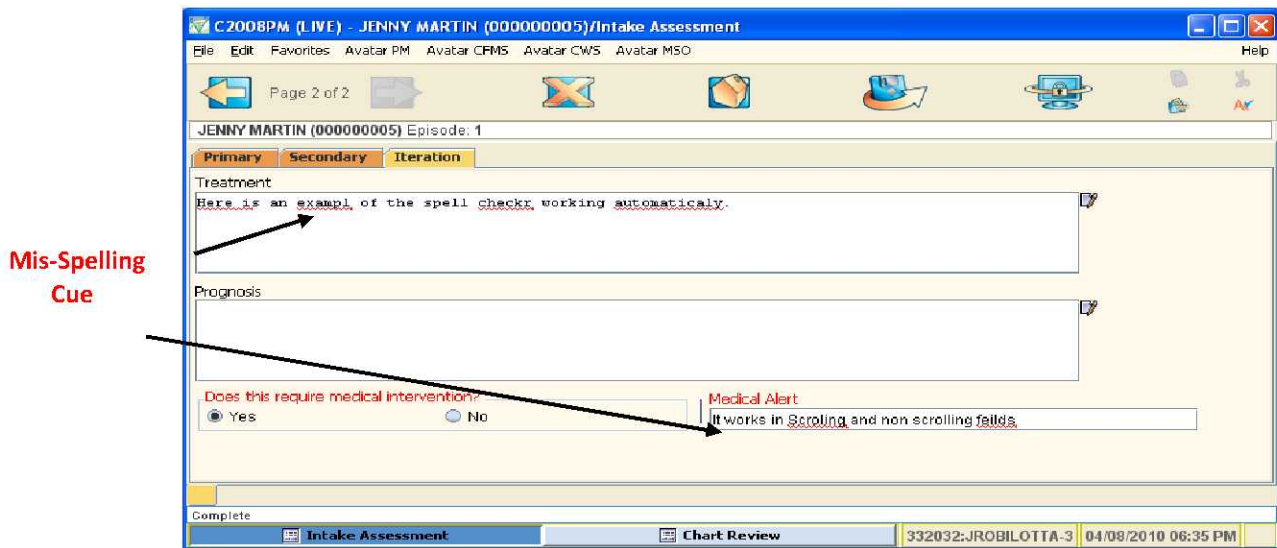 C2008PM (LIVE) - JENNY MARTIN (000000005)/Intake Assessment
File Edit Favorites Avatar PM Avatar CFMS Avatar CWS Avatar MSO Help
Page 2 of 2
JENNY MARTIN (000000005) Episode: 1
Primary Secondary Iteration
Treatment
Here is an exampl of the spell checkr working automaticaly.
Mis-Spelling
Cue
Prognosis
Does this require medical intervention?
Yes No
Medical Alert
It works in Scroling and non scrolling feilds
Complete
Intake Assessment Chart Review 332032:JROBILOTTA-3 04/08/2010 06:35 PM